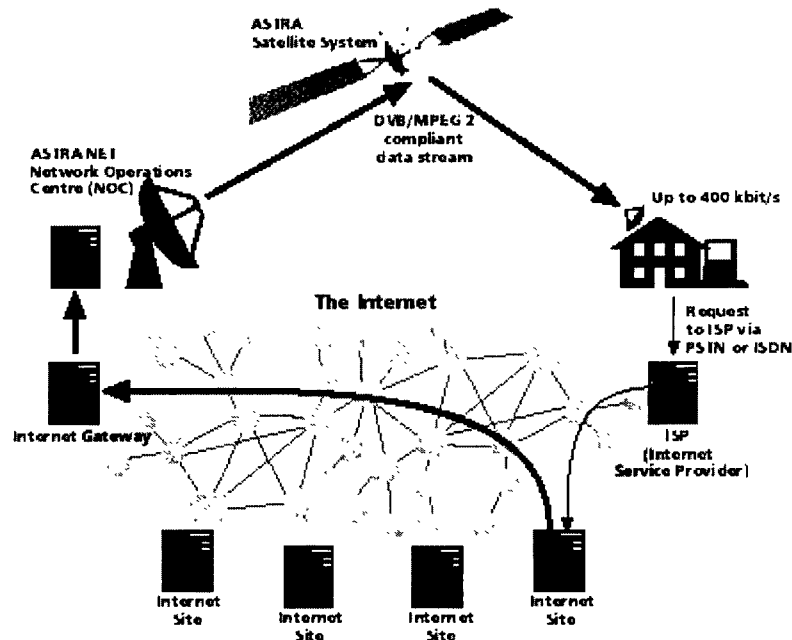 ASTRA
Satellite System
DVB/MPEG 2
compliant
data stream
ASTRANET
Network Operations
Centre (NOC)
Up to 400 kbit/s
The Internet
Request
to ISP via
PSTN or ISDN
Internet Gateway
ISP
(Internet
Service Provider)
Internet
Site
Internet
Site
Internet
Site
Internet
Site